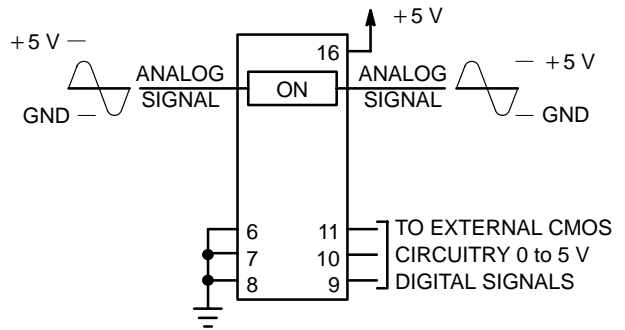 +5 V
+5 V
16
ANALOG
SIGNAL
ON
ANALOG
SIGNAL
+5 V
GND
GND
6
7
8
11
10
9
TO EXTERNAL CMOS
CIRCUITRY 0 to 5 V
DIGITAL SIGNALS